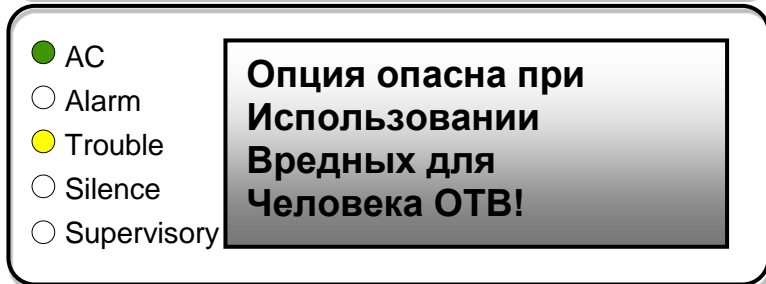 AC
Alarm
Trouble
Silence
Supervisory
Опция опасна при
Использовании
Вредных для
Человека ОТВ!